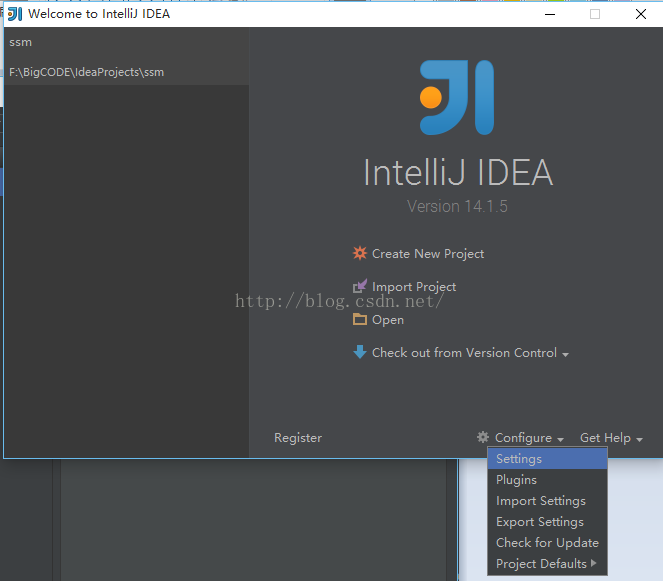 Welcome to IntelliJ IDEA
ssm
F:\BigCODE\IdeaProjects\ssm
IntelliJ IDEA
Version 14.1.5
Create New Project
Import Project
http://blog.csdn.net/
Open
Check out from Version Control
Register
Configure
Get Help
Settings
Plugins
Import Settings
Export Settings
Check for Update
Project Defaults